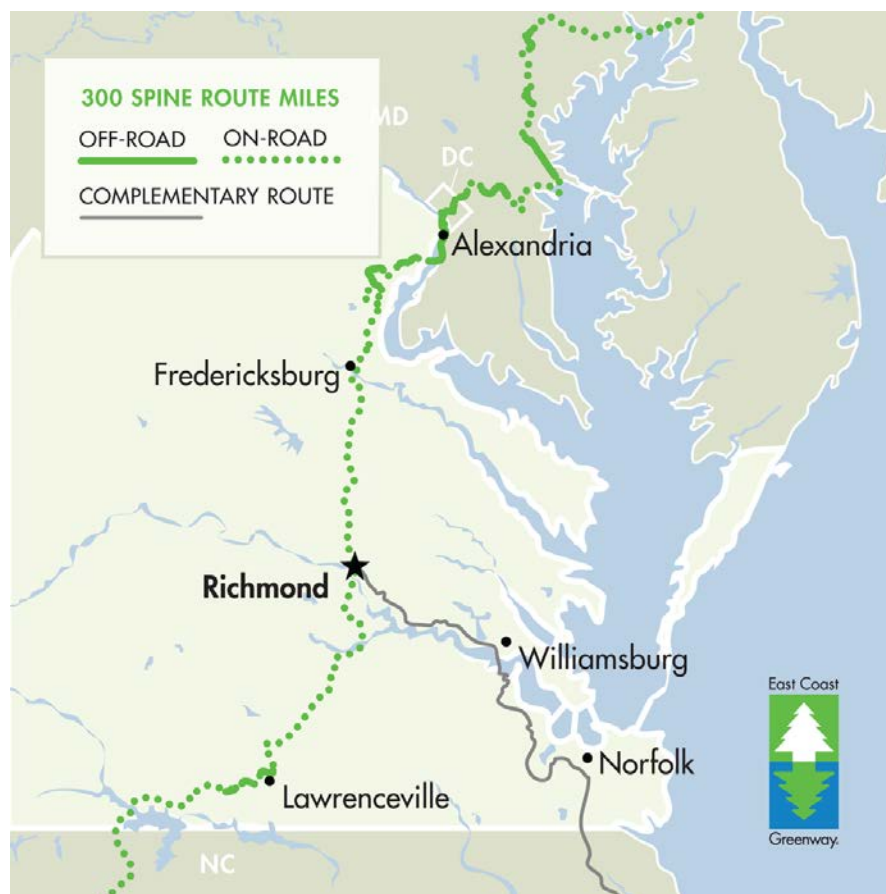 300 SPINE ROUTE MILES
OFF-ROAD ON-ROAD
COMPLEMENTARY ROUTE
MD
DC
Alexandria
Fredericksburg
Richmond
Williamsburg
Norfolk
Lawrenceville
NC
East Coast
Greenway.